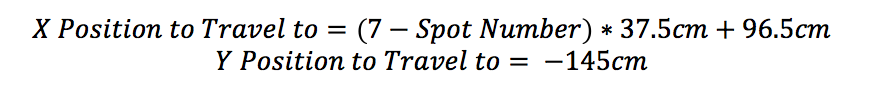 X Position to Travel to = (7 − Spot Number) ∗ 37.5cm + 96.5cm
Y Position to Travel to = −145cm